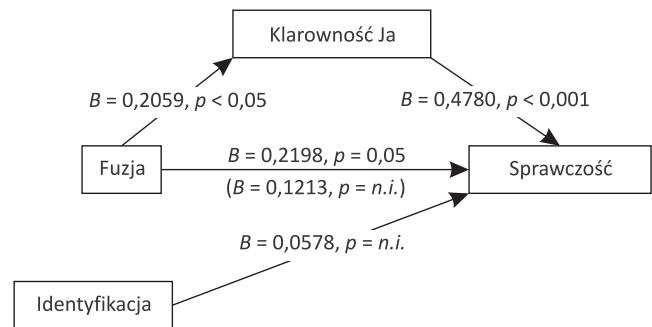 Klarowność Ja
B = 0,2059, p < 0,05
B = 0,4780, p < 0,001
Fuzja
B = 0,2198, p = 0,05
(B = 0,1213, p = n.i.)
Sprawczość
B = 0,0578, p = n.i.
Identyfikacja